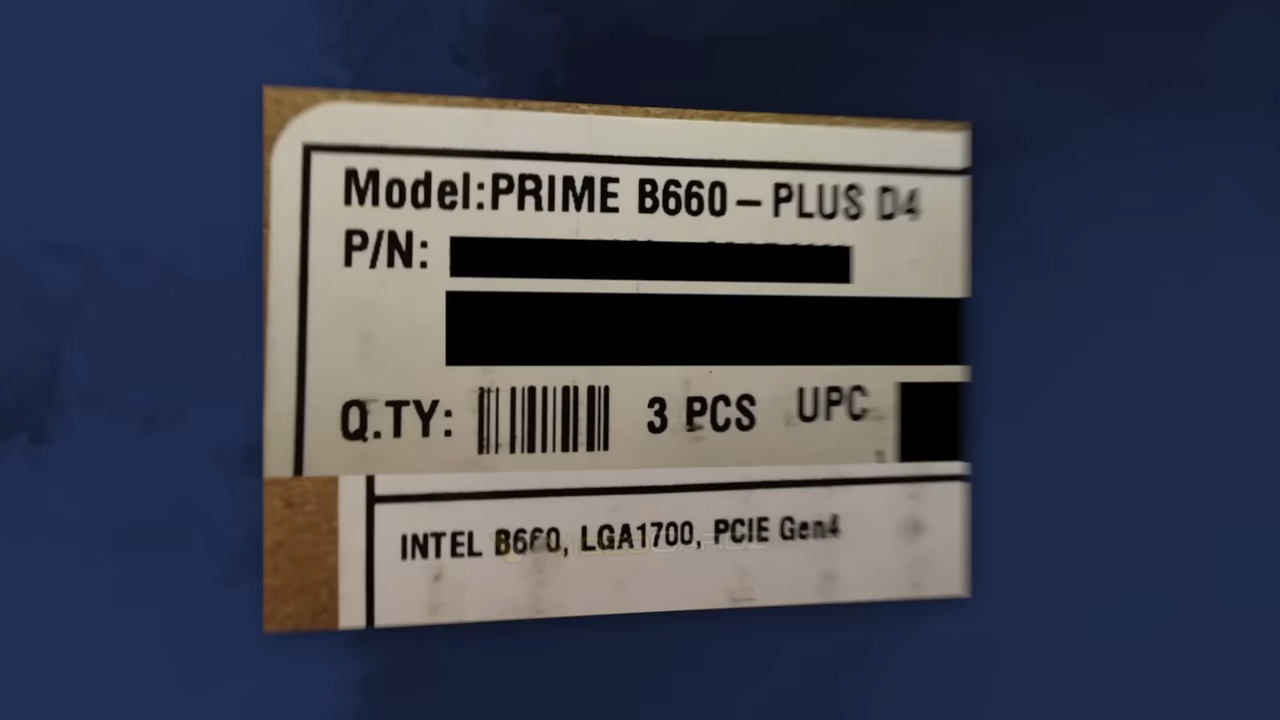 Model:PRIME B660-PLUS D4
P/N:
Q.TY: 3 PCS UPC
INTEL B660, LGA1700, PCIE Gen4